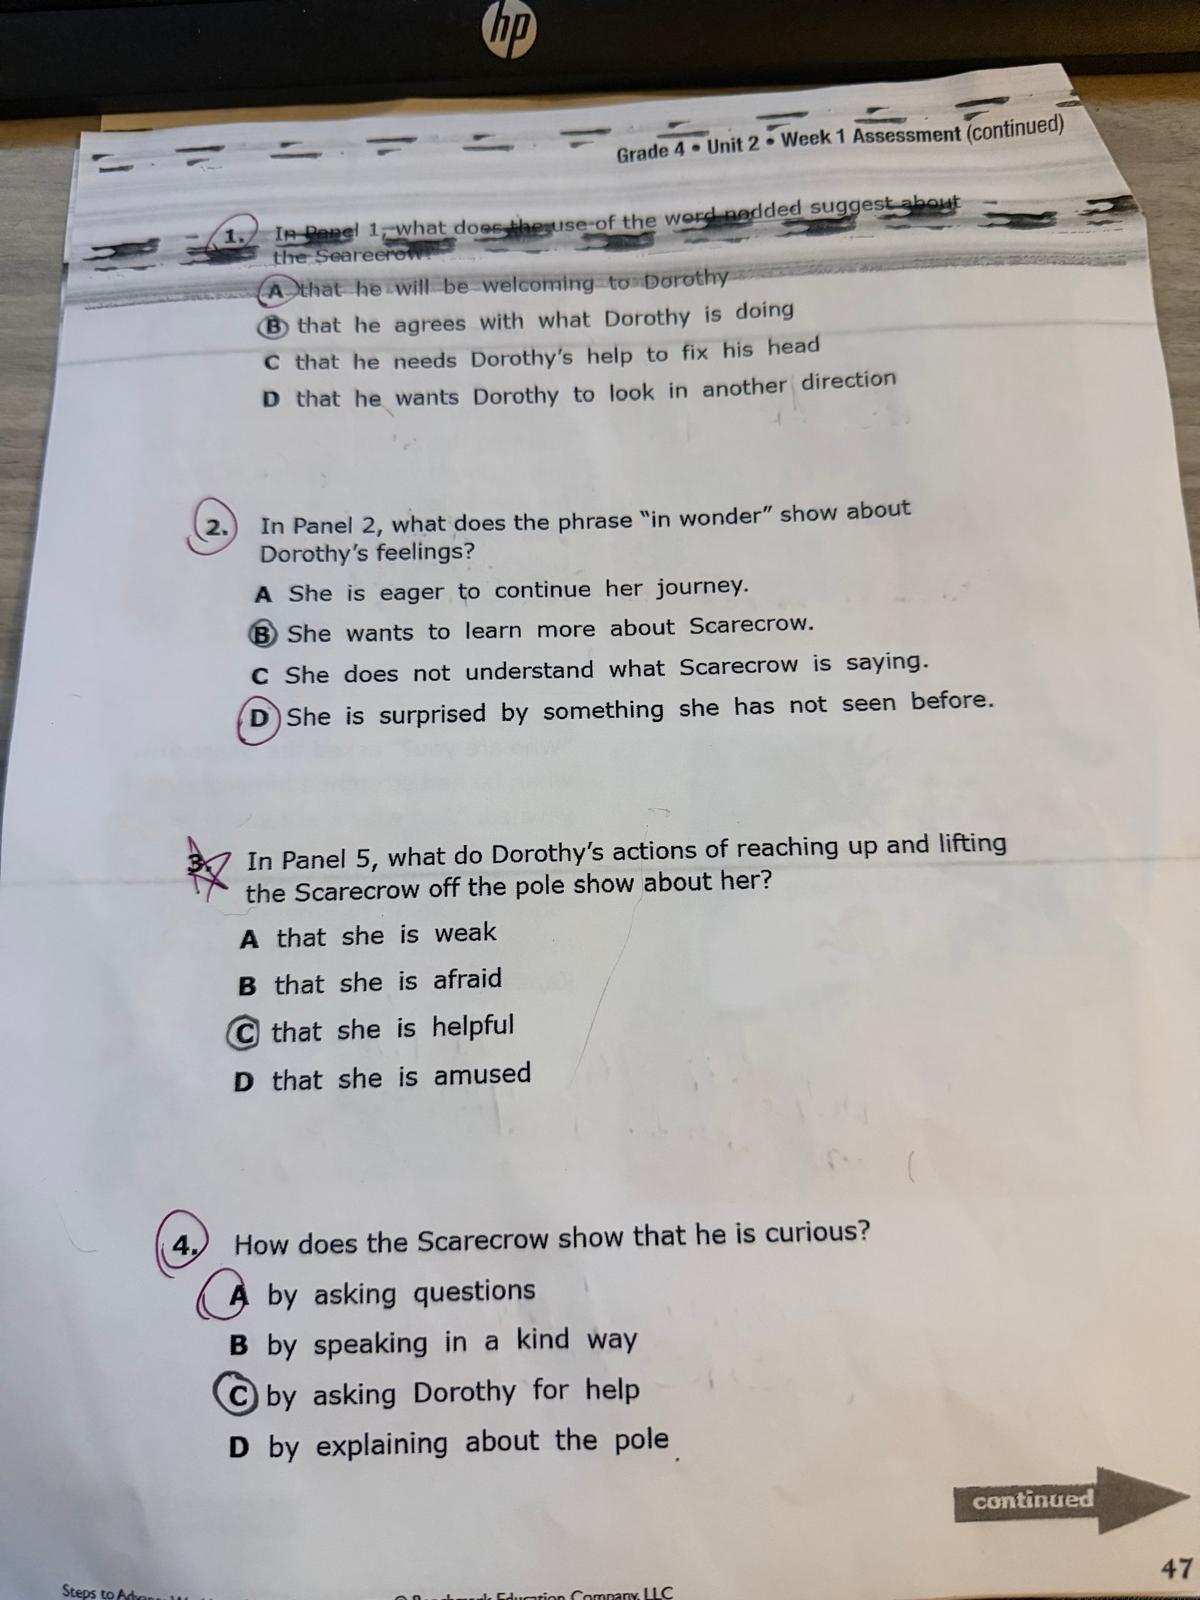 hp
Grade 4 • Unit 2 • Week 1 Assessment (continued)
1. In Panel 1, what does the use of the word nodded suggest about
the Scarecrow?
A that he will be welcoming to Dorothy
B that he agrees with what Dorothy is doing
C that he needs Dorothy's help to fix his head
D that he wants Dorothy to look in another direction
2. In Panel 2, what does the phrase "in wonder" show about
Dorothy's feelings?
A She is eager to continue her journey.
B She wants to learn more about Scarecrow.
C She does not understand what Scarecrow is saying.
D She is surprised by something she has not seen before.
3. In Panel 5, what do Dorothy's actions of reaching up and lifting
the Scarecrow off the pole show about her?
A that she is weak
B that she is afraid
C that she is helpful
D that she is amused
4. How does the Scarecrow show that he is curious?
A by asking questions
B by speaking in a kind way
C by asking Dorothy for help
D by explaining about the pole
continued
47
Steps to © Benchmark Education Company, LLC